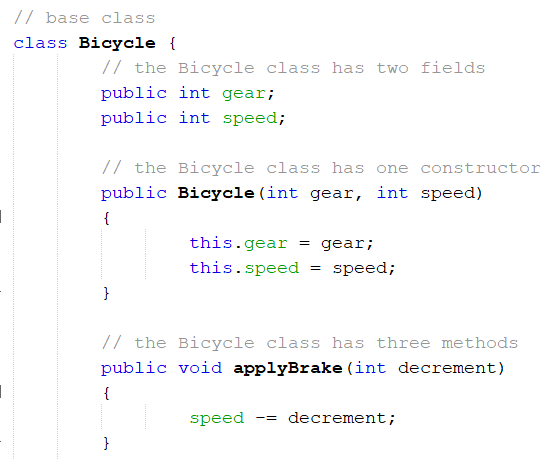 // base class
class Bicycle {
// the Bicycle class has two fields
public int gear;
public int speed;
// the Bicycle class has one constructor
public Bicycle(int gear, int speed)
{
this.gear = gear;
this.speed = speed;
}
// the Bicycle class has three methods
public void applyBrake(int decrement)
{
speed -= decrement;
}